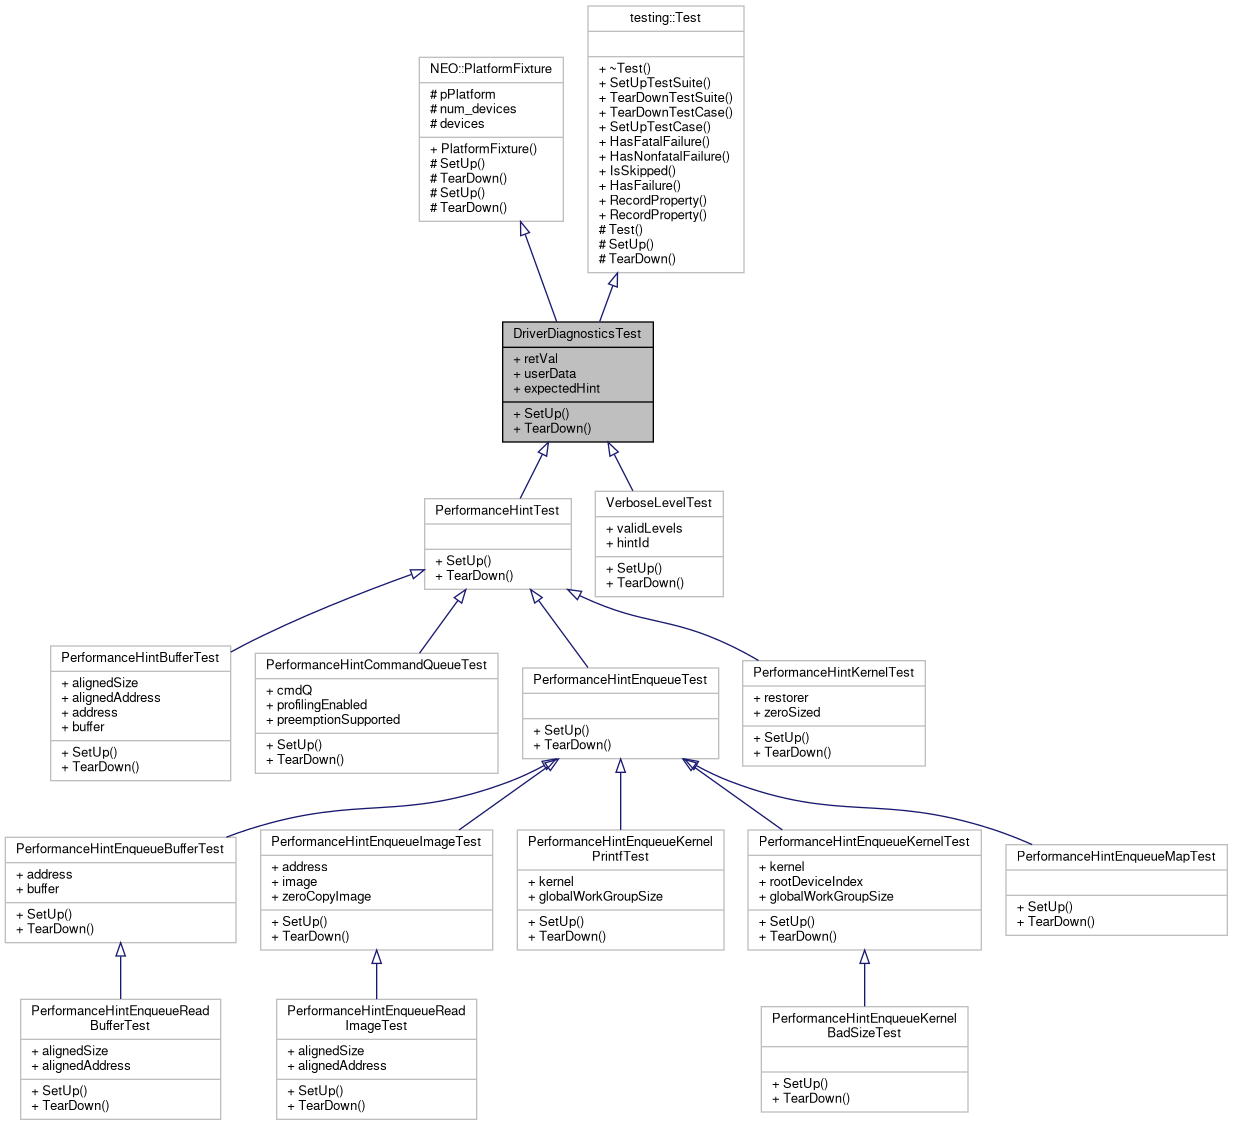 testing::Test
+ ~Test()
+ SetUpTestSuite()
+ TearDownTestSuite()
+ TearDownTestCase()
+ SetUpTestCase()
+ HasFatalFailure()
+ HasNonfatalFailure()
+ IsSkipped()
+ HasFailure()
+ RecordProperty()
+ RecordProperty()
# Test()
# SetUp()
# TearDown()
NEO::PlatformFixture
# pPlatform
# num_devices
# devices
+ PlatformFixture()
# SetUp()
# TearDown()
# SetUp()
# TearDown()
DriverDiagnosticsTest
+ retVal
+ userData
+ expectedHint
+ SetUp()
+ TearDown()
PerformanceHintTest
+ SetUp()
+ TearDown()
VerboseLevelTest
+ validLevels
+ hintId
+ SetUp()
+ TearDown()
PerformanceHintBufferTest
+ alignedSize
+ alignedAddress
+ address
+ buffer
+ SetUp()
+ TearDown()
PerformanceHintCommandQueueTest
+ cmdQ
+ profilingEnabled
+ preemptionSupported
+ SetUp()
+ TearDown()
PerformanceHintEnqueueTest
+ SetUp()
+ TearDown()
PerformanceHintKernelTest
+ restorer
+ zeroSized
+ SetUp()
+ TearDown()
PerformanceHintEnqueueBufferTest
+ address
+ buffer
+ SetUp()
+ TearDown()
PerformanceHintEnqueueImageTest
+ address
+ image
+ zeroCopyImage
+ SetUp()
+ TearDown()
PerformanceHintEnqueueKernel
PrintfTest
+ kernel
+ globalWorkGroupSize
+ SetUp()
+ TearDown()
PerformanceHintEnqueueKernelTest
+ kernel
+ rootDeviceIndex
+ globalWorkGroupSize
+ SetUp()
+ TearDown()
PerformanceHintEnqueueMapTest
+ SetUp()
+ TearDown()
PerformanceHintEnqueueRead
BufferTest
+ alignedSize
+ alignedAddress
+ SetUp()
+ TearDown()
PerformanceHintEnqueueRead
ImageTest
+ alignedSize
+ alignedAddress
+ SetUp()
+ TearDown()
PerformanceHintEnqueueKernel
BadSizeTest
+ SetUp()
+ TearDown()